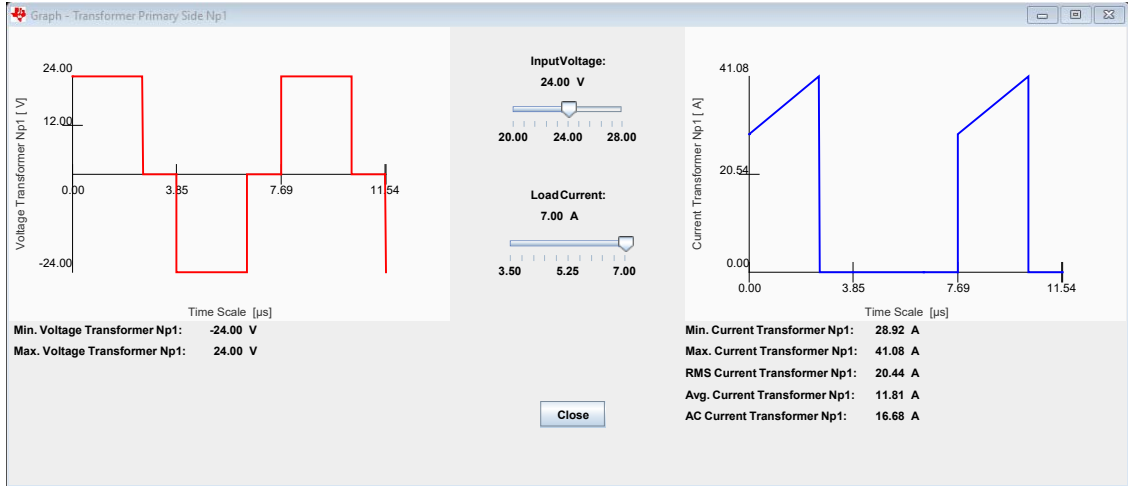 Graph - Transformer Primary Side Np1
Voltage Transformer Np1 [ V]
24.00
12.00
0.00
3.85
7.69
11.54
-24.00
Time Scale [µs]
Min. Voltage Transformer Np1: -24.00 V
Max. Voltage Transformer Np1: 24.00 V
InputVoltage:
24.00 V
20.00 24.00 28.00
LoadCurrent:
7.00 A
3.50 5.25 7.00
Close
Current Transformer Np1 [ A]
41.08
20.54
0.00
0.00 3.85 7.69 11.54
Time Scale [µs]
Min. Current Transformer Np1: 28.92 A
Max. Current Transformer Np1: 41.08 A
RMS Current Transformer Np1: 20.44 A
Avg. Current Transformer Np1: 11.81 A
AC Current Transformer Np1: 16.68 A